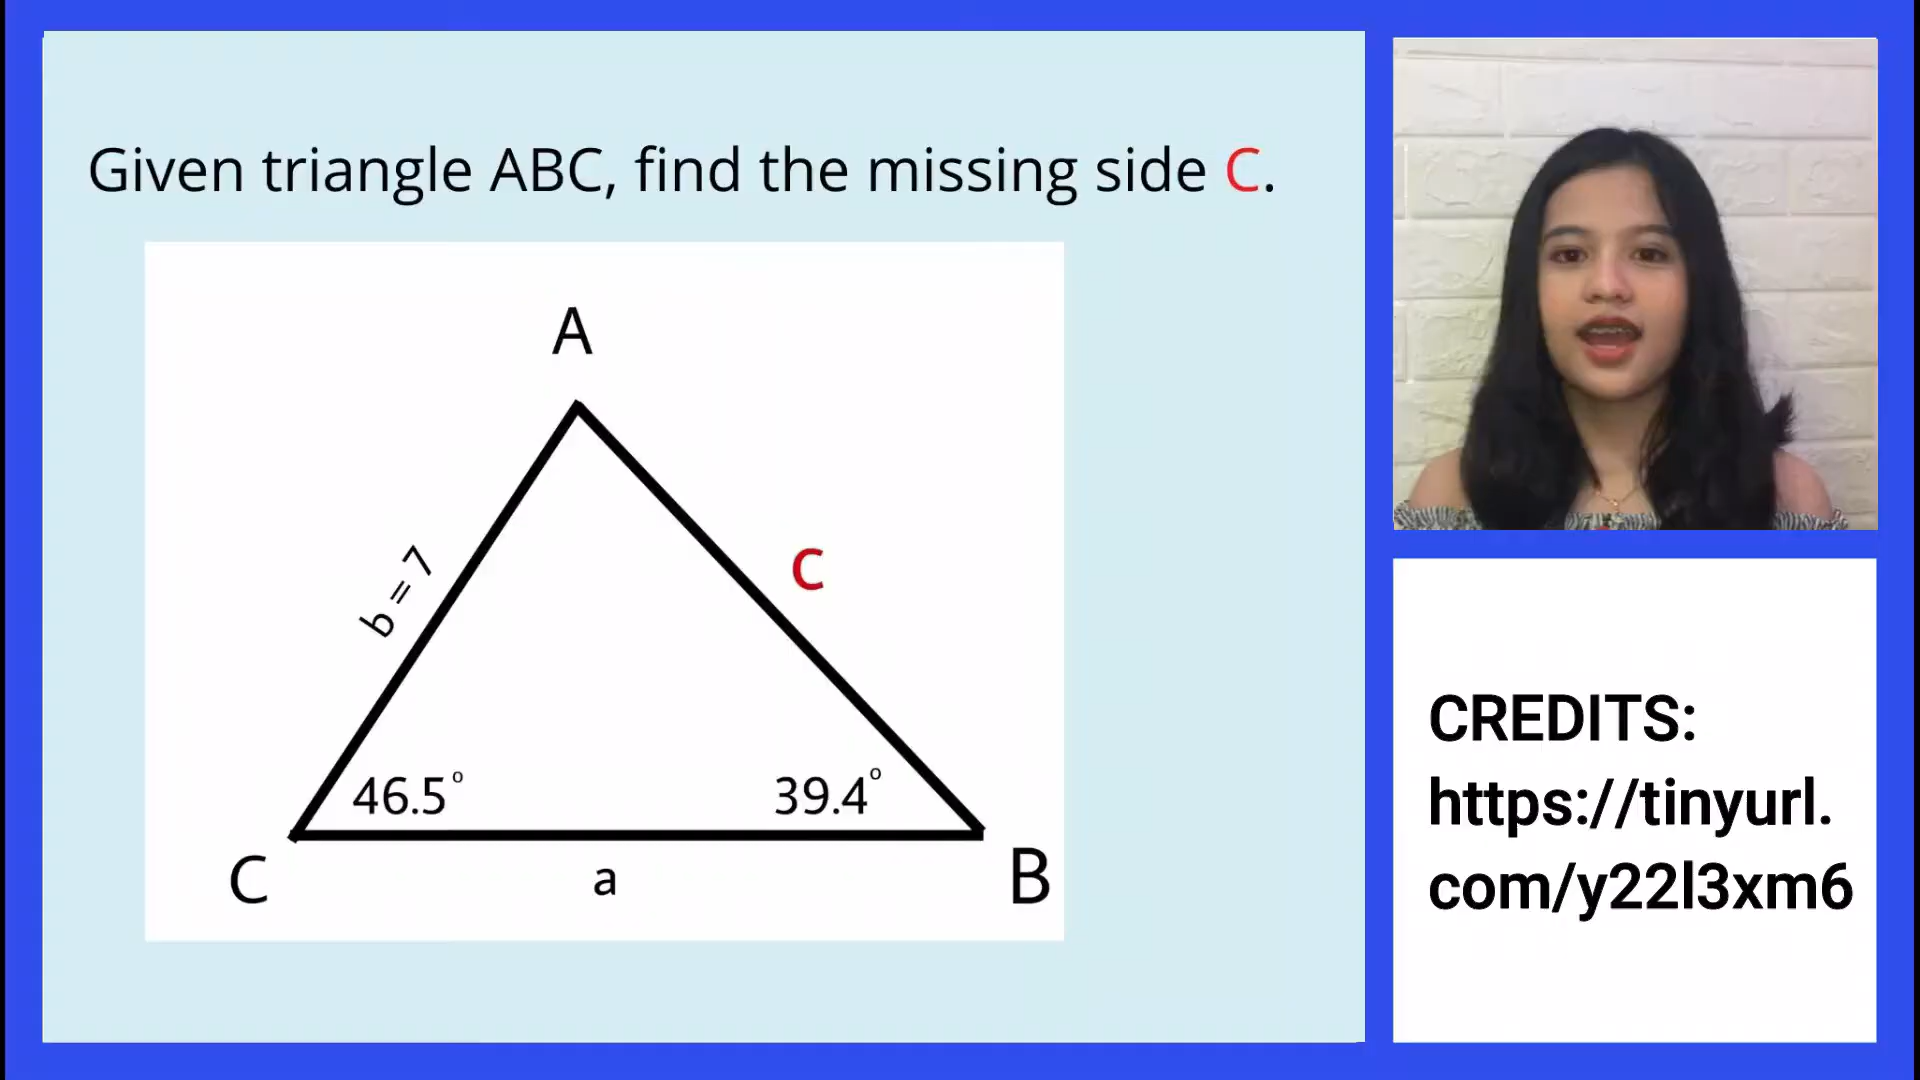 Given triangle ABC, find the missing side C.
A
b = 7
C
46.5°
39.4°
C
a
B
CREDITS:
https://tinyurl.
com/y22l3xm6